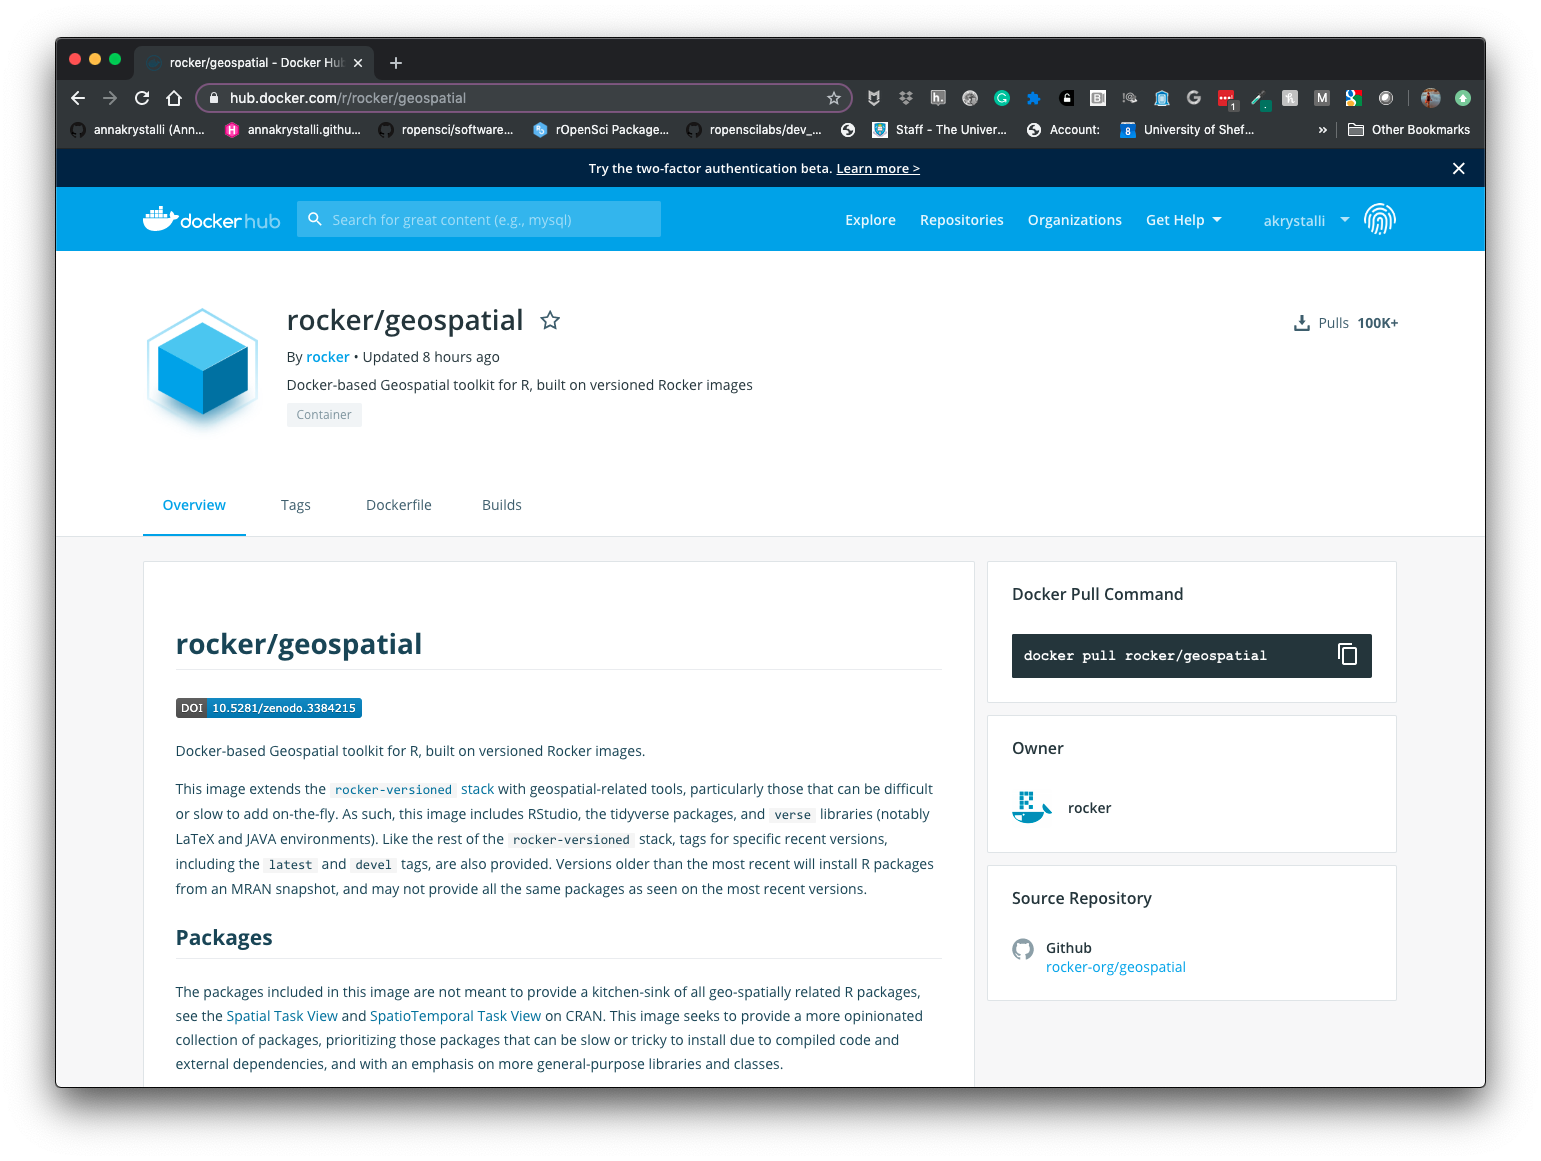 rocker/geospatial - Docker Hub
hub.docker.com/r/rocker/geospatial
annakrystalli (Ann... annakrystalli.githu... ropensci/software... rOpenSci Package... ropenscilabs/dev_... Staff - The Univer... Account: University of Shef... » Other Bookmarks
Try the two-factor authentication beta. Learn more >
docker hub Search for great content (e.g., mysql) Explore Repositories Organizations Get Help akrystalli
rocker/geospatial
Pulls 100K+
By rocker • Updated 8 hours ago
Docker-based Geospatial toolkit for R, built on versioned Rocker images
Container
Overview Tags Dockerfile Builds
rocker/geospatial
DOI 10.5281/zenodo.3384215
Docker-based Geospatial toolkit for R, built on versioned Rocker images.
This image extends the rocker-versioned stack with geospatial-related tools, particularly those that can be difficult
or slow to add on-the-fly. As such, this image includes RStudio, the tidyverse packages, and verse libraries (notably
LaTeX and JAVA environments). Like the rest of the rocker-versioned stack, tags for specific recent versions,
including the latest and devel tags, are also provided. Versions older than the most recent will install R packages
from an MRAN snapshot, and may not provide all the same packages as seen on the most recent versions.
Packages
The packages included in this image are not meant to provide a kitchen-sink of all geo-spatially related R packages,
see the Spatial Task View and SpatioTemporal Task View on CRAN. This image seeks to provide a more opinionated
collection of packages, prioritizing those packages that can be slow or tricky to install due to compiled code and
external dependencies, and with an emphasis on more general-purpose libraries and classes.
Docker Pull Command
docker pull rocker/geospatial
Owner
rocker
Source Repository
Github
rocker-org/geospatial